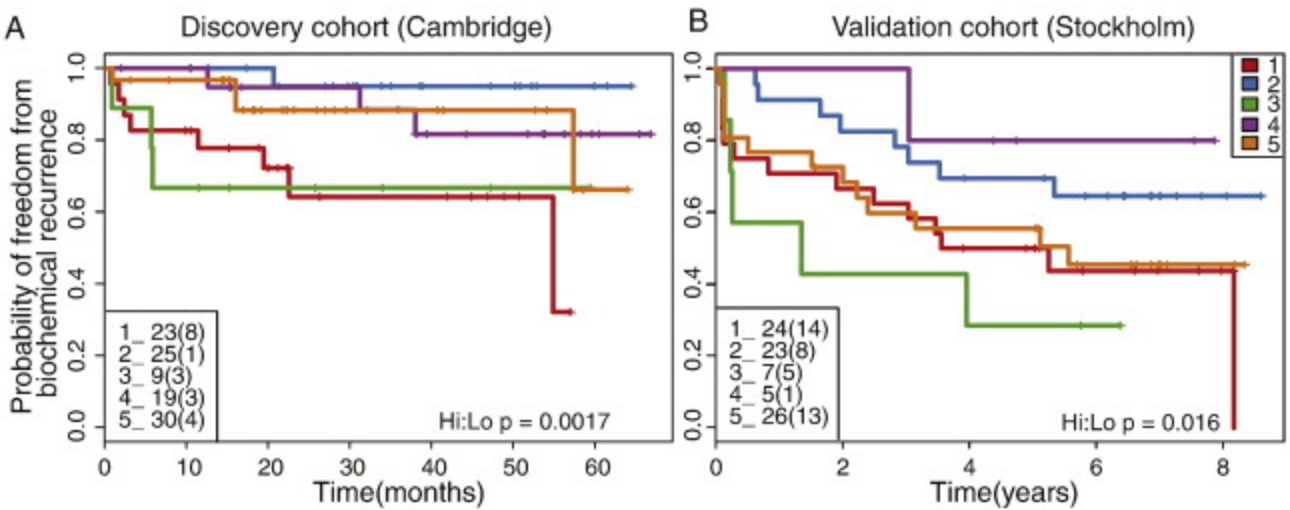 A
Discovery cohort (Cambridge)
Probability of freedom from
biochemical recurrence
1.0
0.8
0.6
0.4
0.2
0.0
1_ 23(8)
2_ 25(1)
3_ 9(3)
4_ 19(3)
5_ 30(4)
Hi:Lo p = 0.0017
0 10 20 30 40 50 60
Time(months)
B
Validation cohort (Stockholm)
1
2
3
4
5
1.0
0.8
0.6
0.4
0.2
0.0
1_ 24(14)
2_ 23(8)
3_ 7(5)
4_ 5(1)
5_ 26(13)
Hi:Lo p = 0.016
0 2 4 6 8
Time(years)